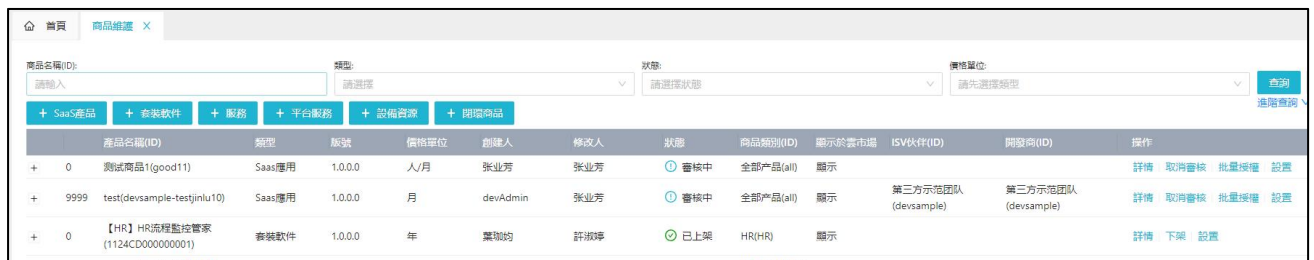 首頁 商品維護 X
商品名稱(ID): 類型: 狀態: 價格單位:
請輸入 請選擇 請選擇狀態 請先選擇類型 查詢
+ SaaS產品 + 套裝軟件 + 服務 + 平台服務 + 設備資源 + 閉環商品 進階查詢
產品名稱(ID) 類型 版號 價格單位 創建人 修改人 狀態 商品類別(ID) 顯示於雲市場 ISV伙伴(ID) 開發商(ID) 操作
+ 0 测试商品1(good11) Saas應用 1.0.0.0 人/月 张业芳 张业芳 審核中 全部产品(all) 顯示 詳情 取消審核 批量授權 設置
+ 9999 test(devsample-testjinlu10) Saas應用 1.0.0.0 月 devAdmin 张业芳 審核中 全部产品(all) 顯示 第三方示范团队 (devsample) 第三方示范团队 (devsample) 詳情 取消審核 批量授權 設置
+ 0 【HR】HR流程監控管家 (1124CD000000001) 套裝軟件 1.0.0.0 年 葉珈妁 許淑婷 已上架 HR(HR) 顯示 詳情 下架 設置